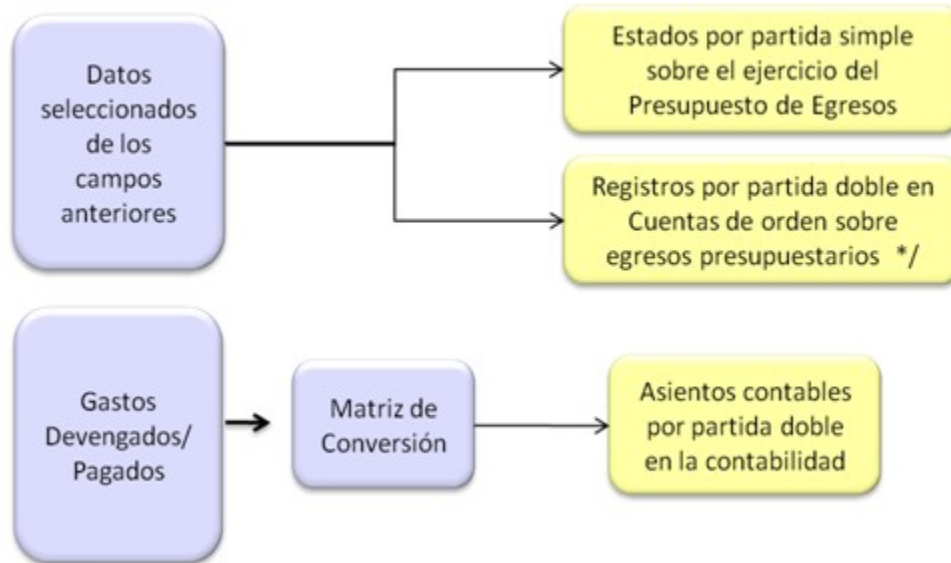 Datos
seleccionados
de los
campos
anteriores
Estados por partida simple
sobre el ejercicio del
Presupuesto de Egresos
Registros por partida doble en
Cuentas de orden sobre
egresos presupuestarios */
Gastos
Devengados/
Pagados
Matriz de
Conversión
Asientos contables
por partida doble
en la contabilidad